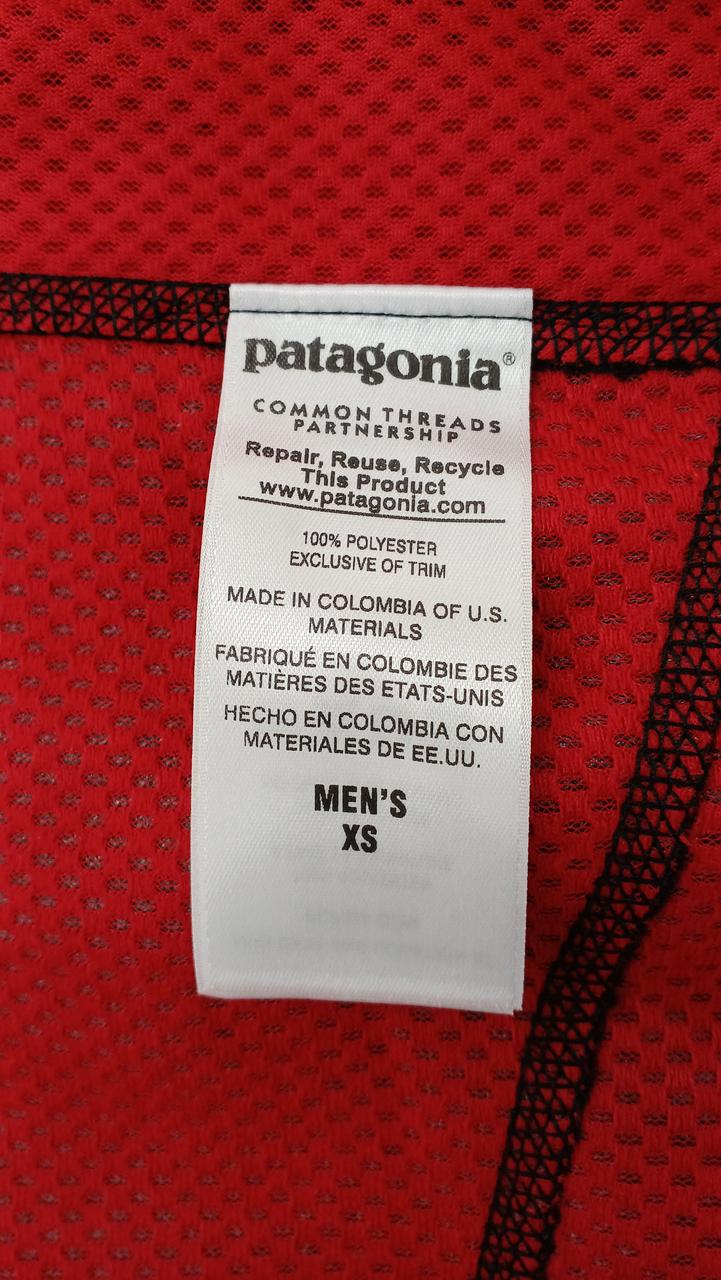 patagonia®
COMMON THREADS
PARTNERSHIP
Repair, Reuse, Recycle
This Product
www.patagonia.com
100% POLYESTER
EXCLUSIVE OF TRIM
MADE IN COLOMBIA OF U.S.
MATERIALS
FABRIQUÉ EN COLOMBIE DES
MATIÈRES DES ETATS-UNIS
HECHO EN COLOMBIA CON
MATERIALES DE EE.UU.
MEN'S
XS